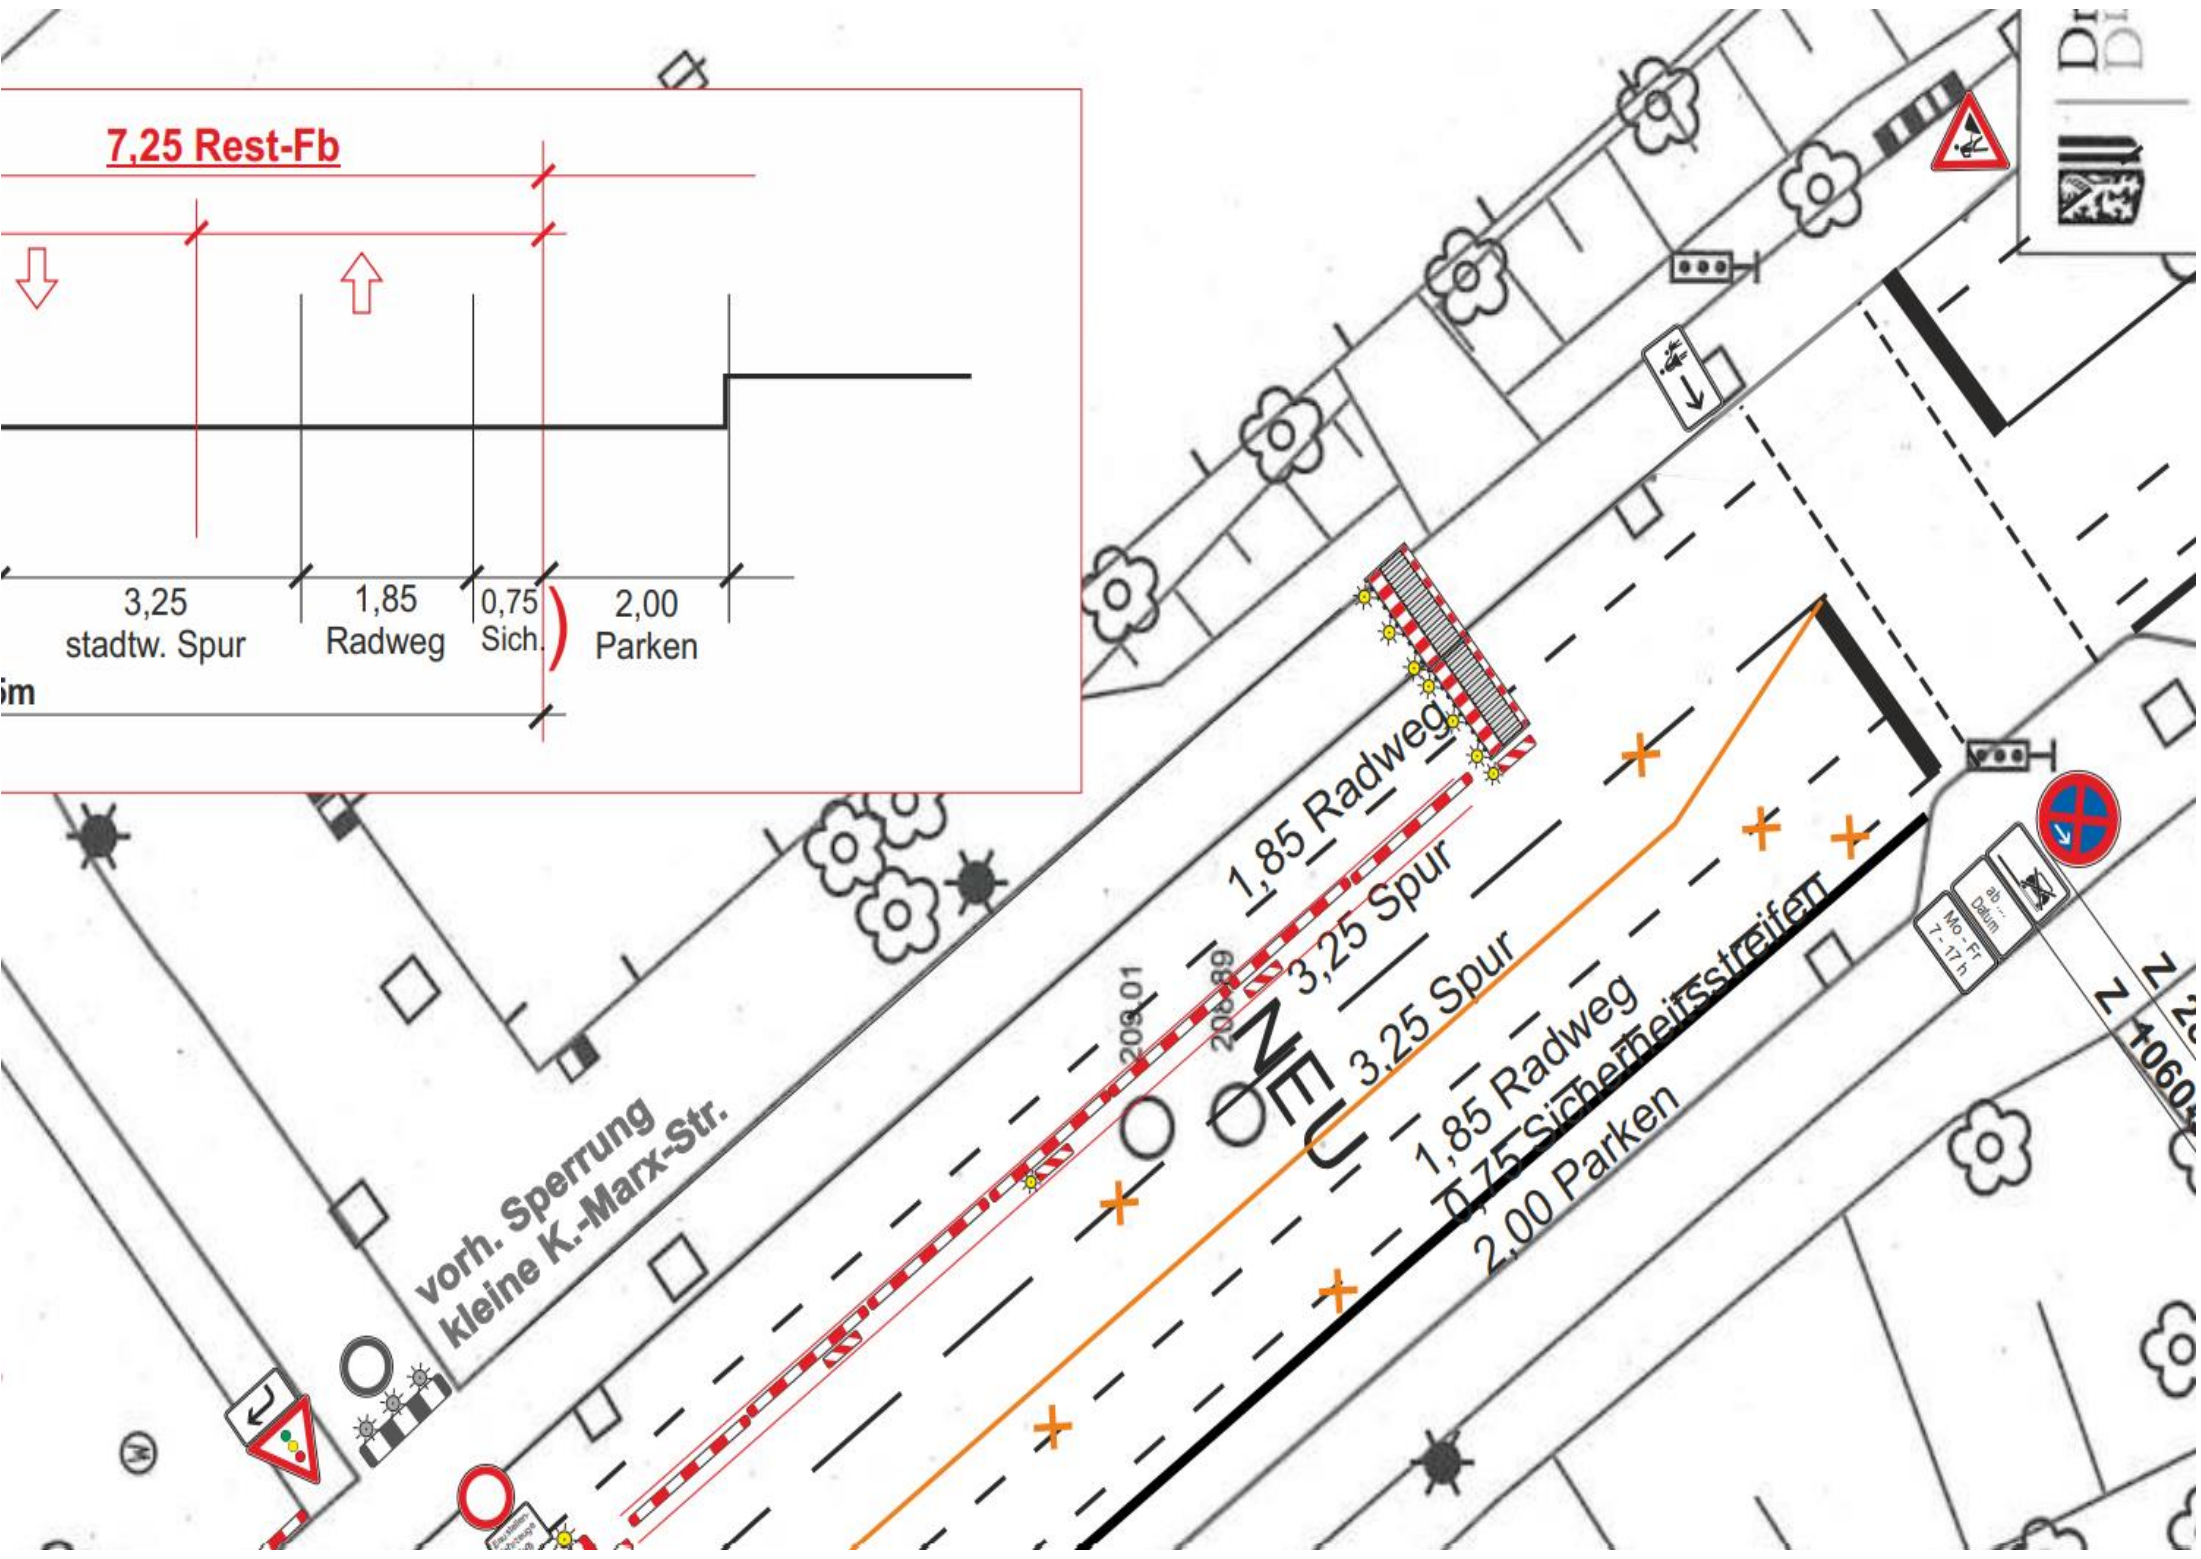 7,25 Rest-Fb
3,25
stadtw. Spur
1,85
Radweg
0,75
Sich.
)
2,00
Parken
1,85 Radweg
3,25 Spur
209.01
208.89
NEU
3,25 Spur
1,85 Radweg
0,75 Sicherheitsstreifen
2,00 Parken
vorh. Sperrung
kleine K.-Marx-Str.
ab ...
Datum
Mo - Fr
7 - 17 h
W